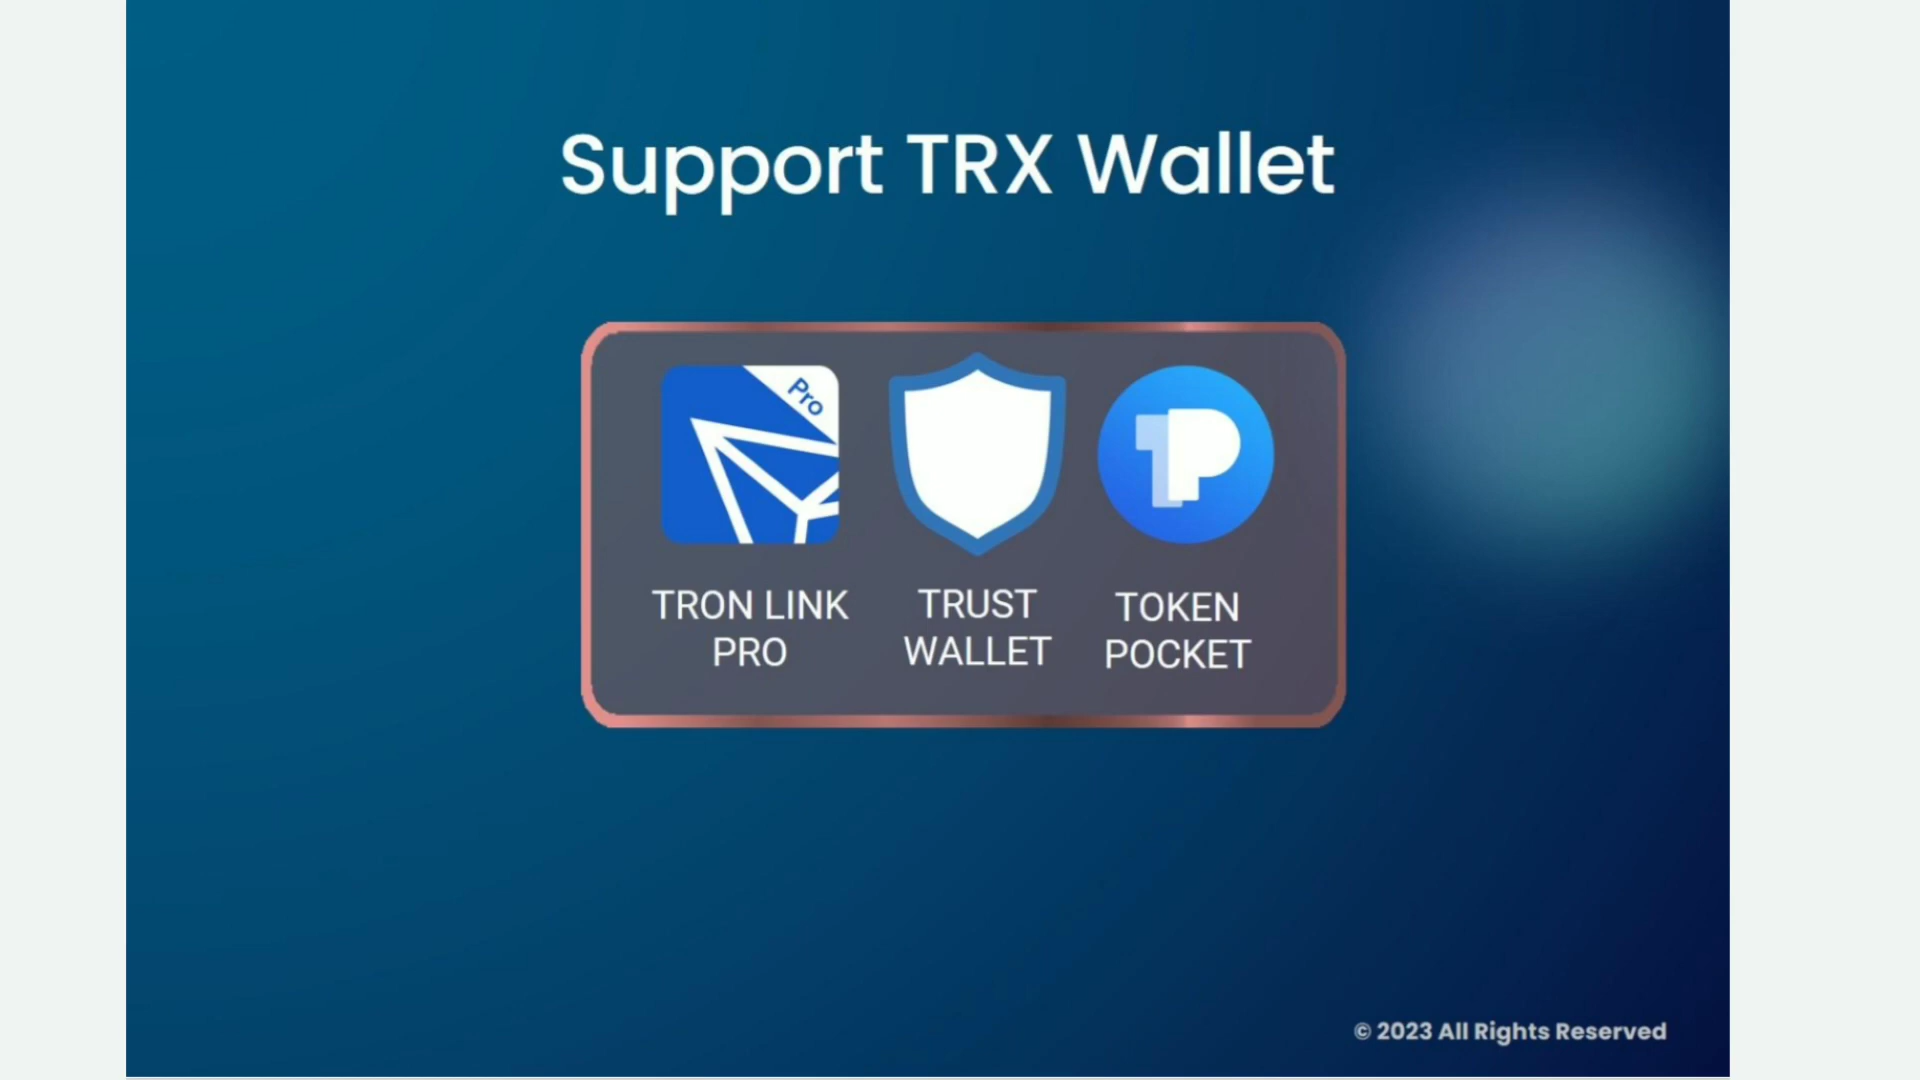 Support TRX Wallet
Pro
TRON LINK
PRO
TRUST
WALLET
TOKEN
POCKET
© 2023 All Rights Reserved